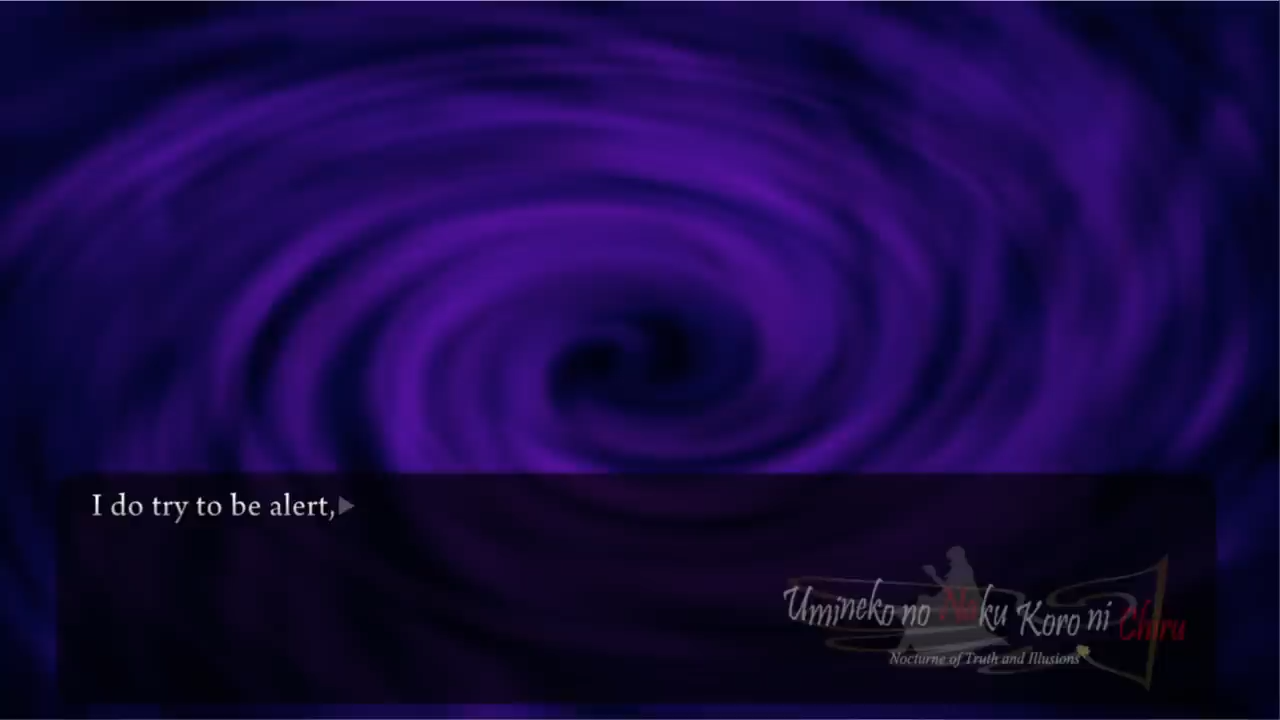 I do try to be alert,
Umineko no Naku Koro ni Chiru
Nocturne of Truth and Illusions